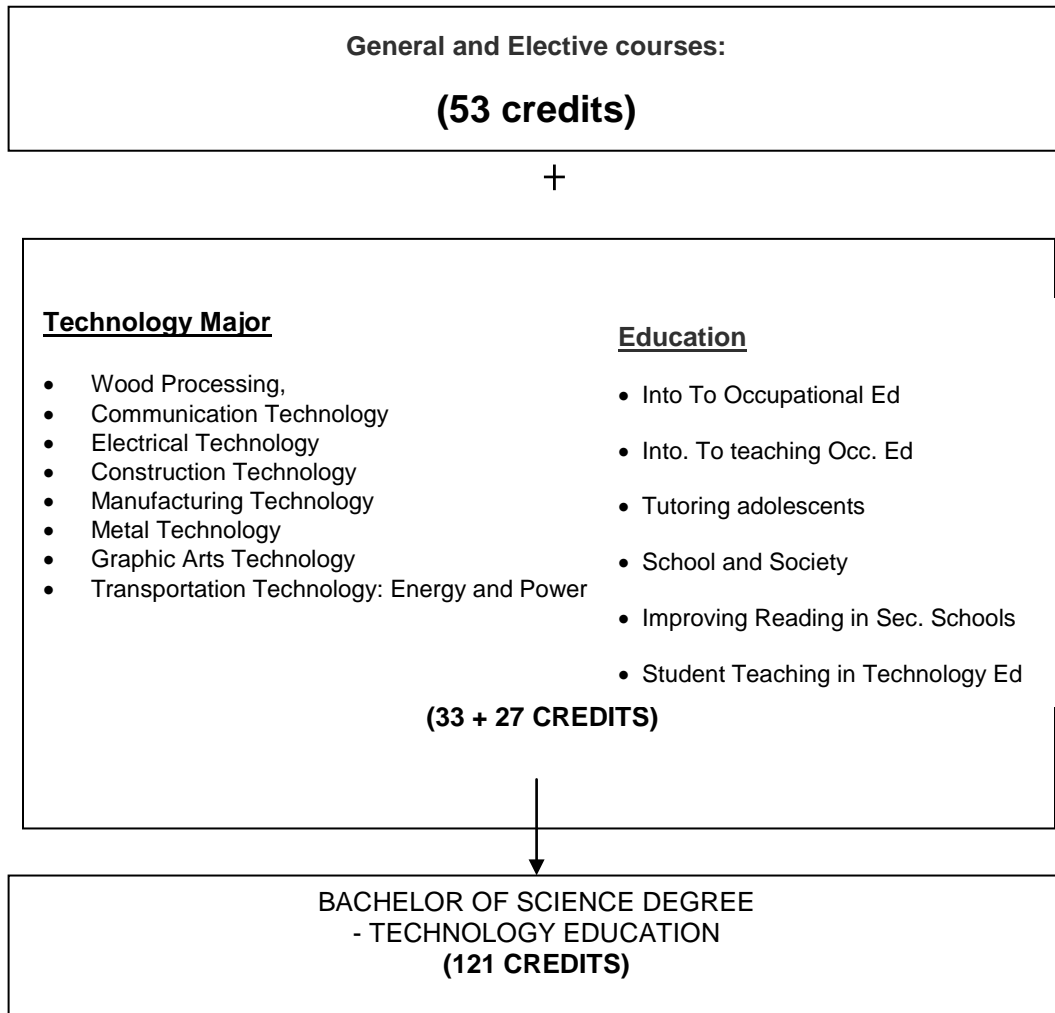 General and Elective courses:
(53 credits)
+
Technology Major
• Wood Processing,
• Communication Technology
• Electrical Technology
• Construction Technology
• Manufacturing Technology
• Metal Technology
• Graphic Arts Technology
• Transportation Technology: Energy and Power
Education
• Into To Occupational Ed
• Into. To teaching Occ. Ed
• Tutoring adolescents
• School and Society
• Improving Reading in Sec. Schools
• Student Teaching in Technology Ed
(33 + 27 CREDITS)
BACHELOR OF SCIENCE DEGREE
- TECHNOLOGY EDUCATION
(121 CREDITS)